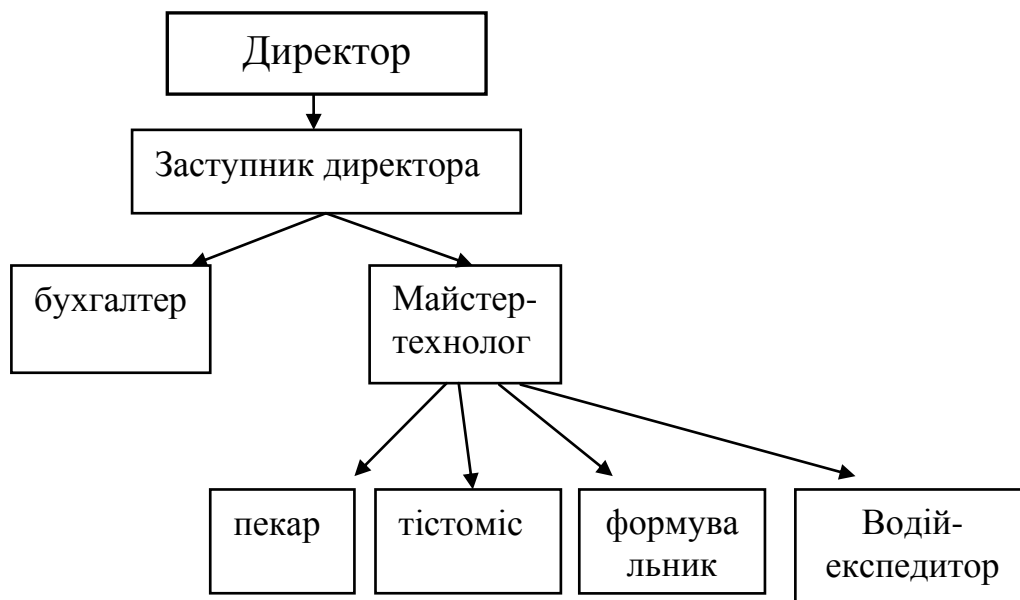 Директор
Заступник директора
бухгалтер
Майстер-
технолог
пекар
тістоміс
формува
льник
Водій-
експедитор